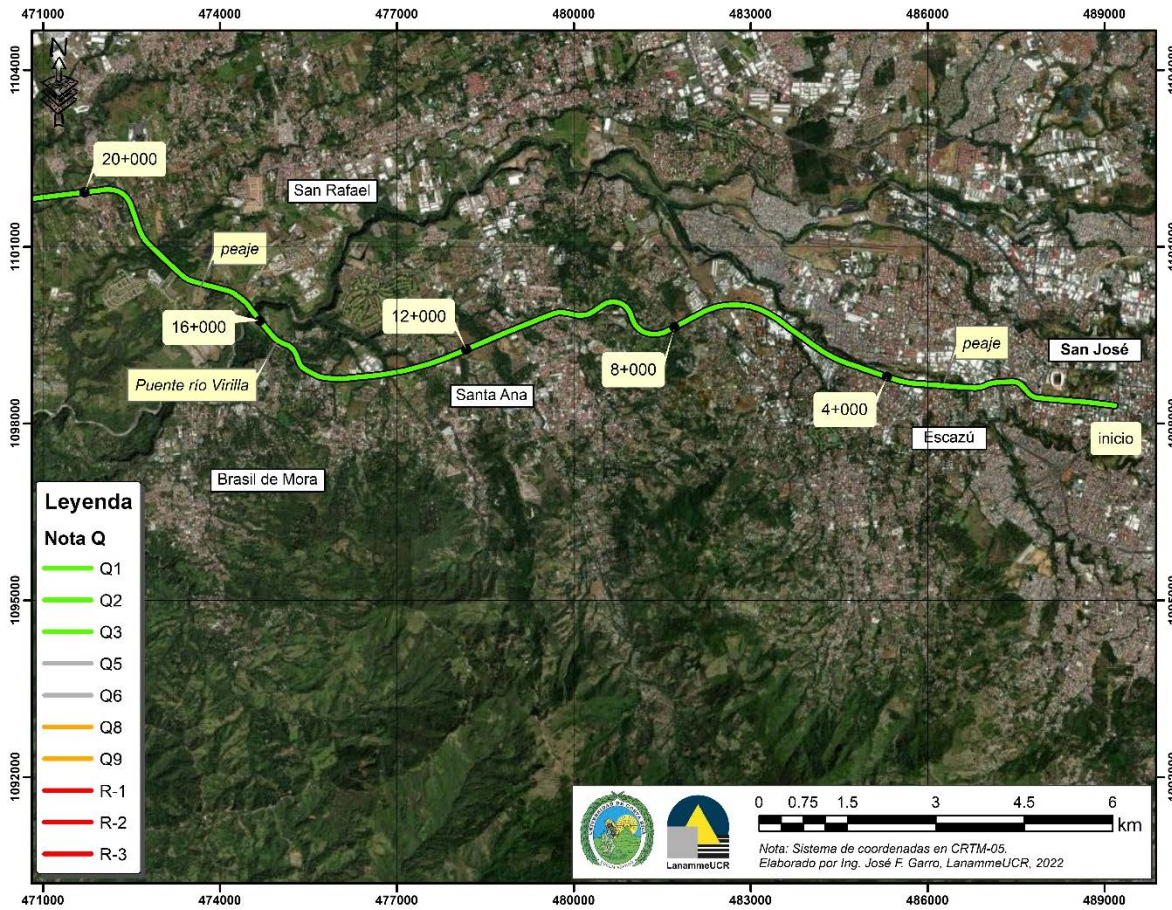 471000 474000 477000 480000 483000 486000 489000
N
1104000
20+000
San Rafael
1101000
peaje
16+000
12+000
8+000
Puente río Virilla
Santa Ana
peaje
San José
4+000
Escazú
inicio
1098000
Brasil de Mora
Leyenda
Nota Q
Q1
Q2
Q3
Q5
Q6
Q8
Q9
R-1
R-2
R-3
1095000
1092000
LanammeUCR
0 0.75 1.5 3 4.5 6
km
Nota: Sistema de coordenadas en CRTM-05.
Elaborado por Ing. José F. Garro, LanammeUCR, 2022
471000 474000 477000 480000 483000 486000 489000